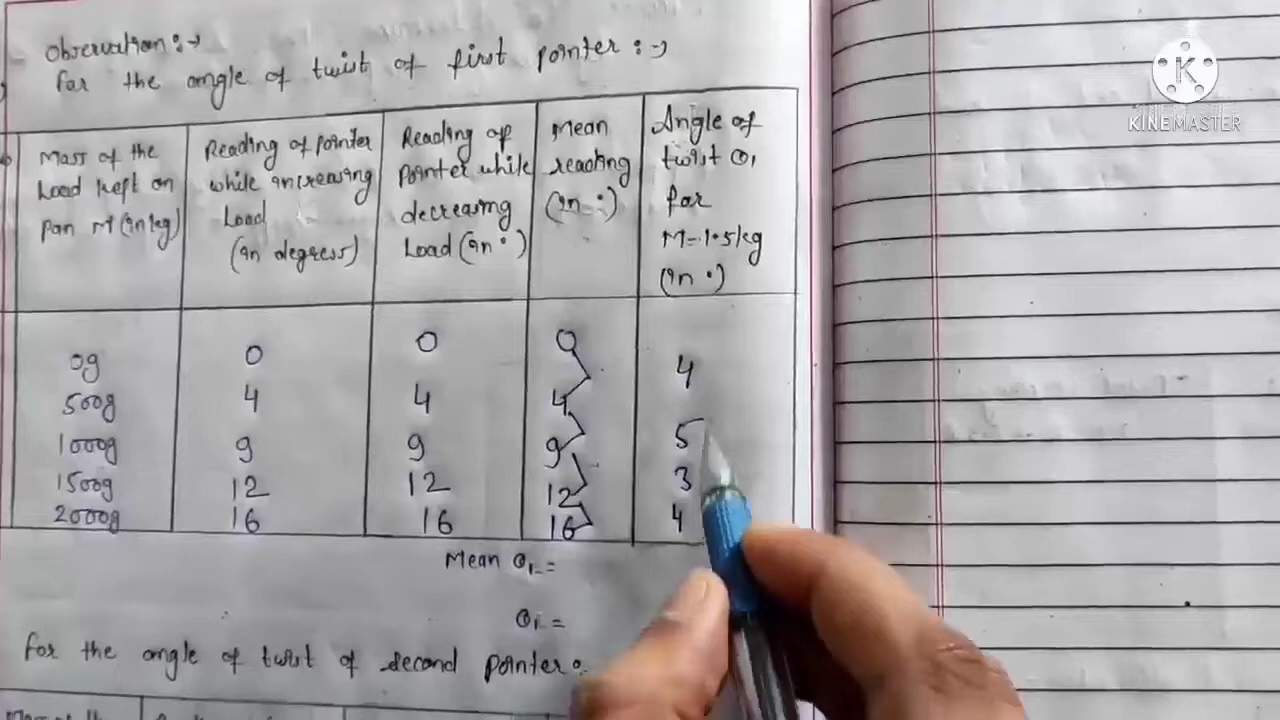 Observation:→
for the angle of twist of first pointer:→
Mass of the
Load kept on
Pan M (in kg)
Reading of pointer
while increasing
Load
(in degress)
Reading of
pointer while
decreasing
Load (in °)
Mean
reading
(in °)
Angle of
twist θ₁
for
M=1.5kg
(in °)
0g 0 0 0 4
500g 4 4 4
1000g 9 9 9 5
1500g 12 12 12 3
2000g 16 16 16 4
Mean θ₁=
θ₁=
for the angle of twist of second pointer:
K
KINEMASTER